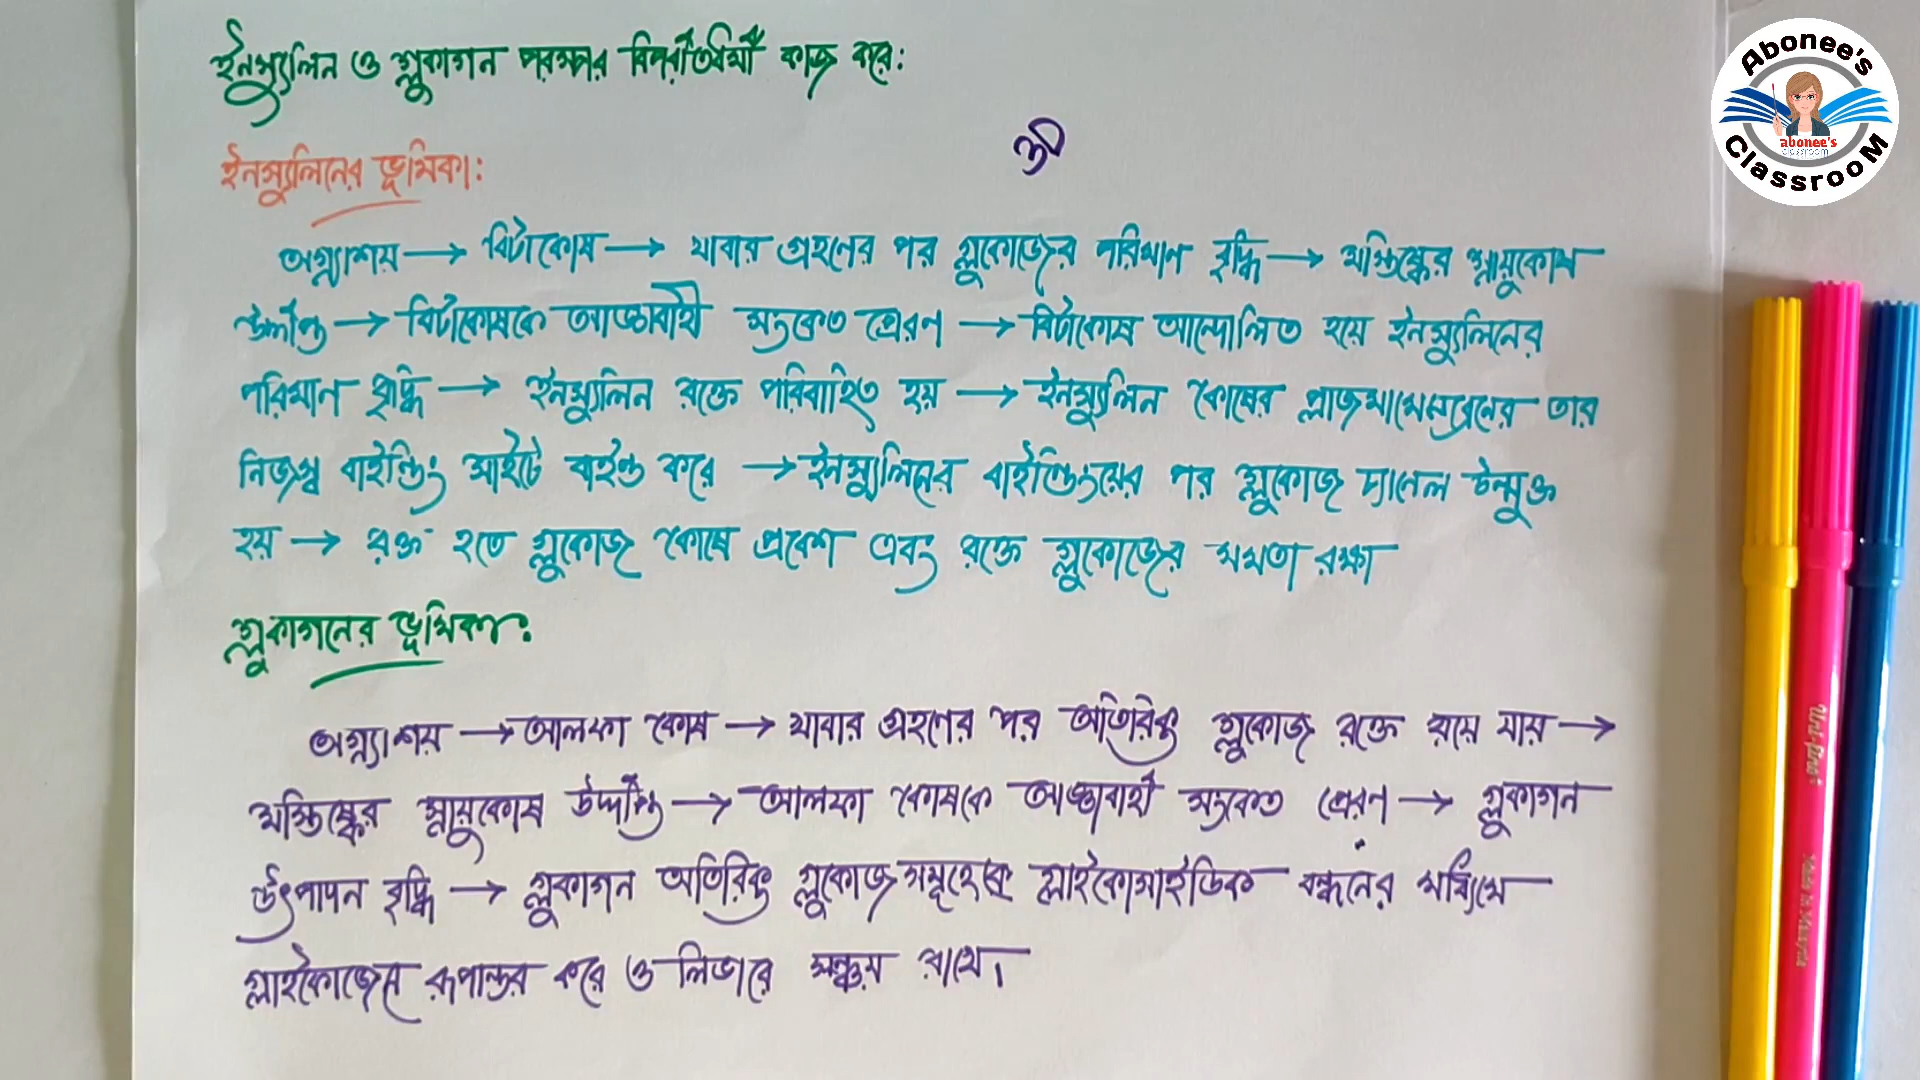 ইনস্যুলিন ও গ্লুকাগন পরস্পর বিপরীতধর্মী কাজ করে:
ইনস্যুলিনের ভূমিকা:
অগ্ন্যাশয় → বিটাকোষ → খাবার গ্রহণের পর গ্লুকোজের পরিমাণ বৃদ্ধি → মস্তিষ্কের স্নায়ুকোষ
উদ্দীপ্ত → বিটাকোষকে আজ্ঞাবাহী সংকেত প্রেরণ → বিটাকোষ আন্দোলিত হয়ে ইনস্যুলিনের
পরিমাণ বৃদ্ধি → ইনস্যুলিন রক্তে পরিবাহিত হয় → ইনস্যুলিন কোষের প্লাজমামেমব্রেনের তার
নিজস্ব বাইন্ডিং সাইটে বাইন্ড করে → ইনস্যুলিনের বাইন্ডিংয়ের পর গ্লুকোজ চ্যানেল উন্মুক্ত
হয় → রক্ত হতে গ্লুকোজ কোষে প্রবেশ এবং রক্তে গ্লুকোজের সমতা রক্ষা
গ্লুকাগনের ভূমিকা:
অগ্ন্যাশয় → আলফা কোষ → খাবার গ্রহণের পর অতিরিক্ত গ্লুকোজ রক্তে রয়ে যায় →
মস্তিষ্কের স্নায়ুকোষ উদ্দীপ্ত → আলফা কোষকে আজ্ঞাবাহী সংকেত প্রেরণ → গ্লুকাগন
উৎপাদন বৃদ্ধি → গ্লুকাগন অতিরিক্ত গ্লুকোজসমূহকে গ্লাইকোসাইডিক বন্ধনের মাধ্যমে
গ্লাইকোজেনে রূপান্তর করে ও লিভারে সঞ্চয় রাখে।
Abonee's
abonee's
classroom
ClassrooM